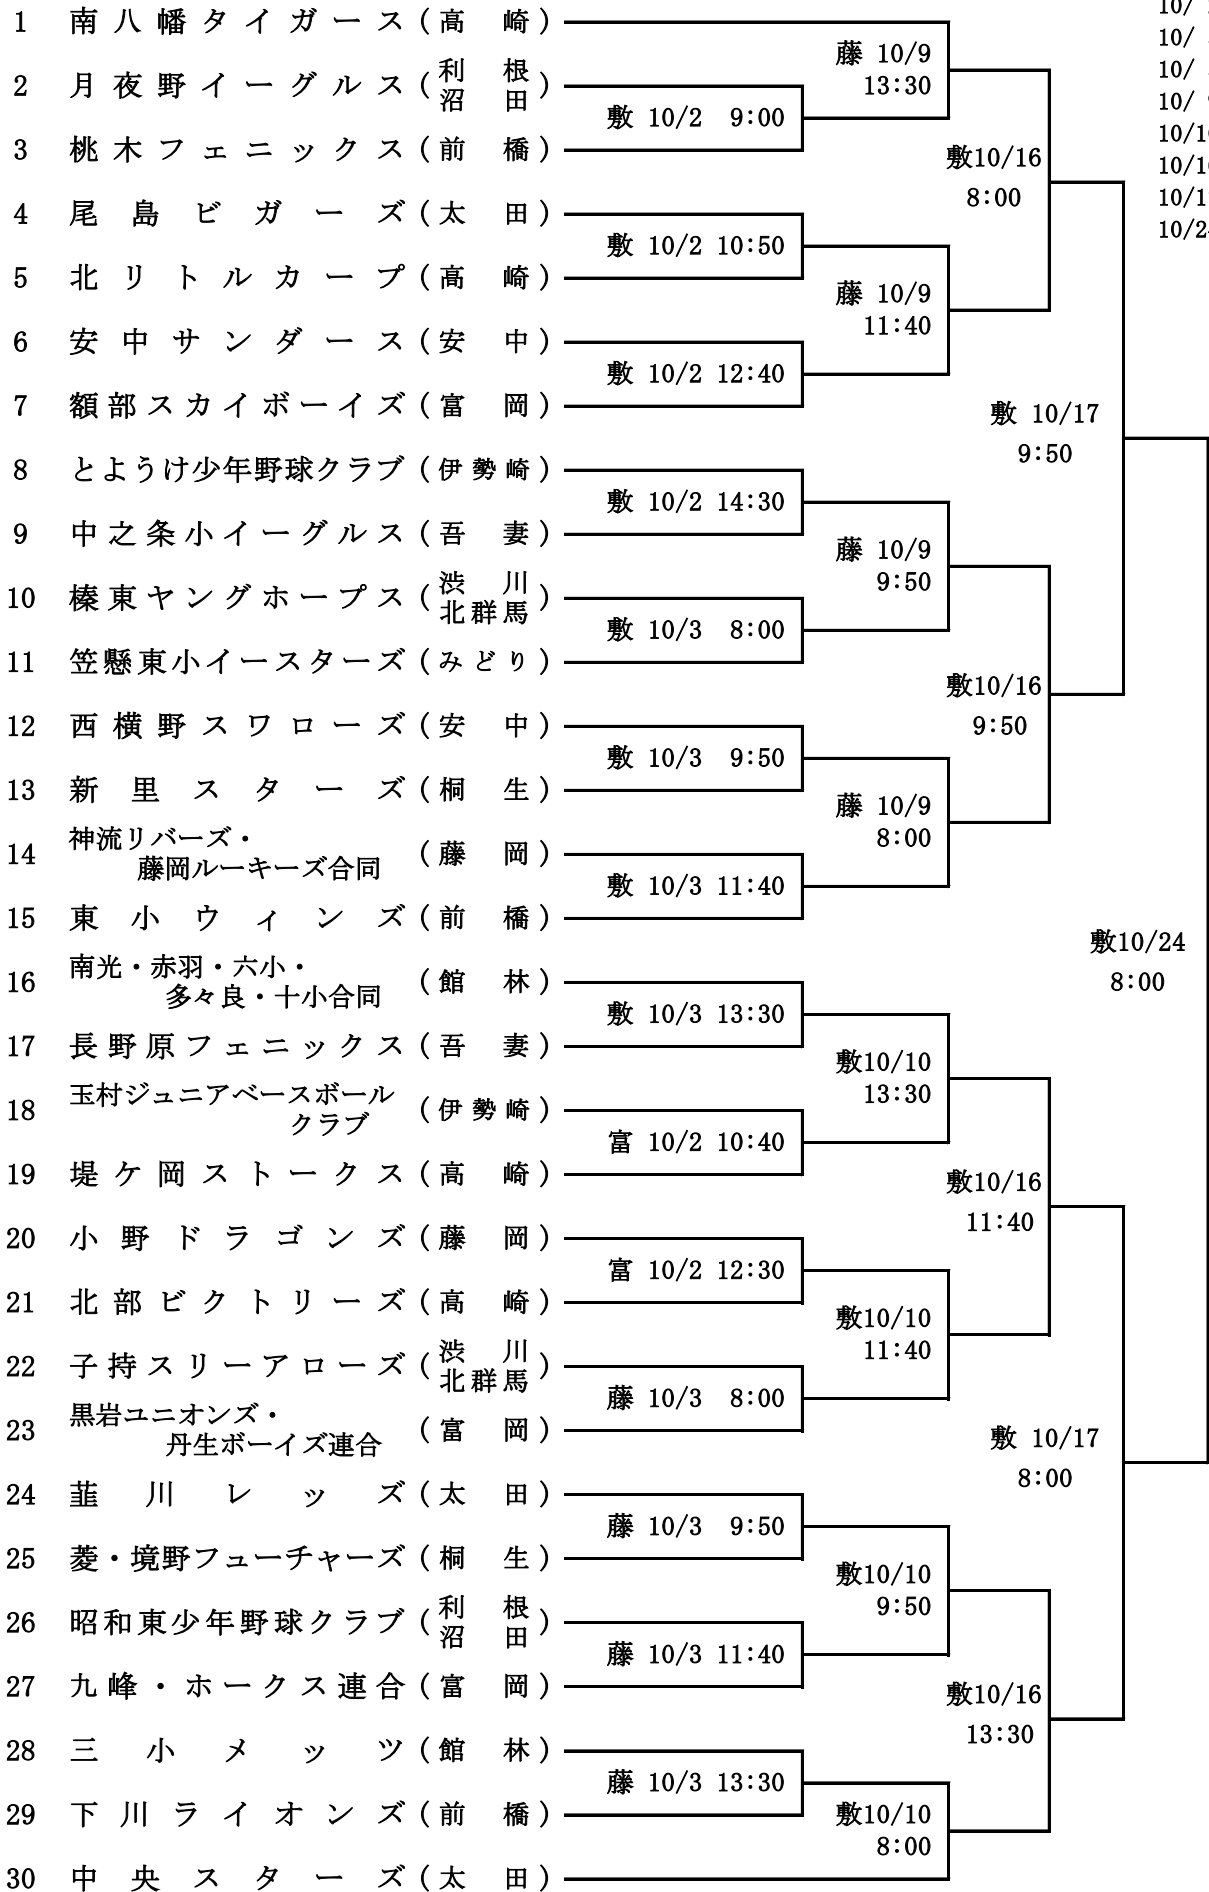 10/
10/
10/
10/
10/1
10/1
10/1
10/2
1 南八幡タイガース(高崎)
藤 10/9
13:30
2 月夜野イーグルス(利根沼田)
敷 10/2 9:00
3 桃木フェニックス(前橋)
敷10/16
8:00
4 尾島ビガーズ(太田)
敷 10/2 10:50
5 北リトルカープ(高崎)
藤 10/9
11:40
6 安中サンダース(安中)
敷 10/2 12:40
7 額部スカイボーイズ(富岡)
敷 10/17
9:50
8 とようけ少年野球クラブ(伊勢崎)
敷 10/2 14:30
9 中之条小イーグルス(吾妻)
藤 10/9
9:50
10 榛東ヤングホープス(渋川北群馬)
敷 10/3 8:00
11 笠懸東小イースターズ(みどり)
敷10/16
9:50
12 西横野スワローズ(安中)
敷 10/3 9:50
13 新里スターズ(桐生)
藤 10/9
8:00
14 神流リバーズ・
藤岡ルーキーズ合同(藤岡)
敷 10/3 11:40
15 東小ウィンズ(前橋)
敷10/24
8:00
16 南光・赤羽・六小・
多々良・十小合同(館林)
敷 10/3 13:30
17 長野原フェニックス(吾妻)
敷10/10
13:30
18 玉村ジュニアベースボール
クラブ(伊勢崎)
富 10/2 10:40
19 堤ケ岡ストークス(高崎)
敷10/16
11:40
20 小野ドラゴンズ(藤岡)
富 10/2 12:30
21 北部ビクトリーズ(高崎)
敷10/10
11:40
22 子持スリーアローズ(渋川北群馬)
藤 10/3 8:00
23 黒岩ユニオンズ・
丹生ボーイズ連合(富岡)
敷 10/17
8:00
24 韮川レッズ(太田)
藤 10/3 9:50
25 菱・境野フューチャーズ(桐生)
敷10/10
9:50
26 昭和東少年野球クラブ(利根沼田)
藤 10/3 11:40
27 九峰・ホークス連合(富岡)
敷10/16
13:30
28 三小メッツ(館林)
藤 10/3 13:30
29 下川ライオンズ(前橋)
敷10/10
8:00
30 中央スターズ(太田)